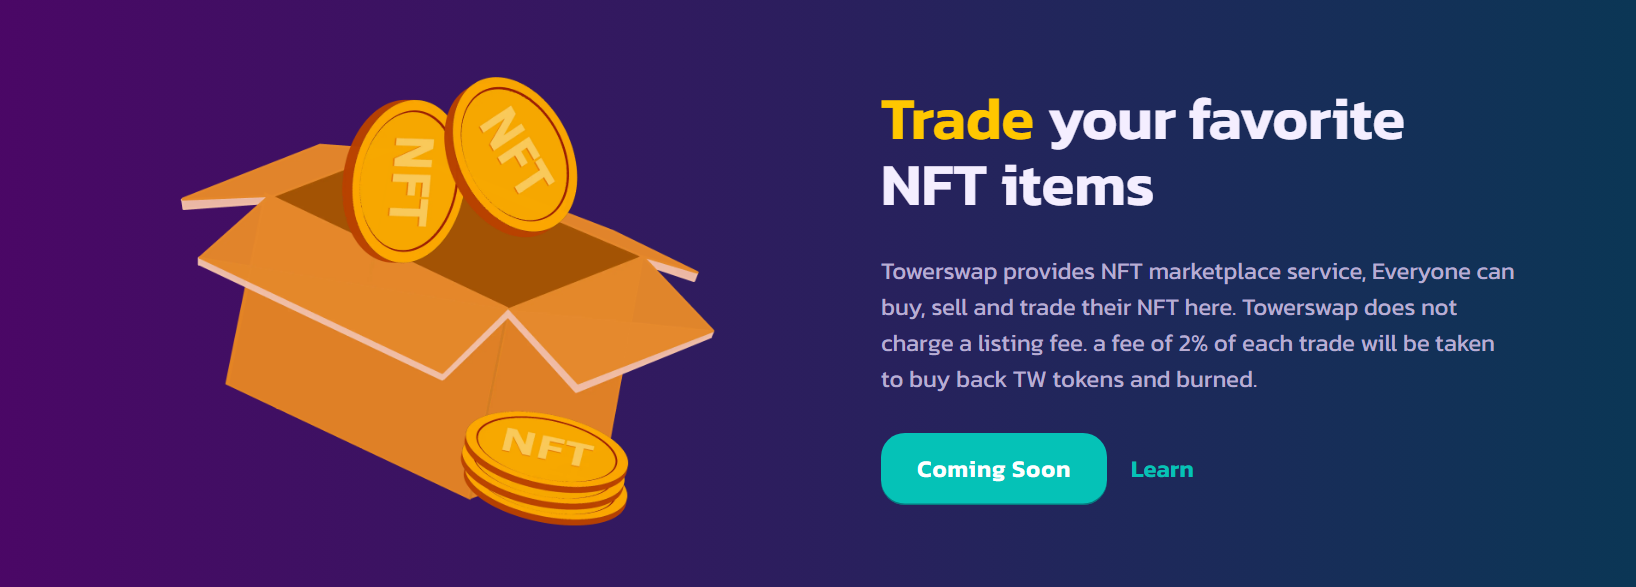 Trade your favorite
NFT items
NFT
NFT
NFT
Towerswap provides NFT marketplace service, Everyone can
buy, sell and trade their NFT here. Towerswap does not
charge a listing fee. a fee of 2% of each trade will be taken
to buy back TW tokens and burned.
Coming Soon
Learn